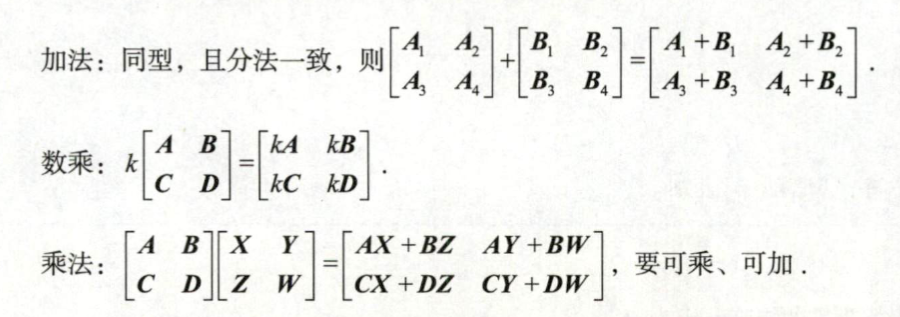 加法：同型，且分法一致，则$\begin{bmatrix} A_1 & A_2 \\ A_3 & A_4 \end{bmatrix}+\begin{bmatrix} B_1 & B_2 \\ B_3 & B_4 \end{bmatrix}=\begin{bmatrix} A_1+B_1 & A_2+B_2 \\ A_3+B_3 & A_4+B_4 \end{bmatrix}$.
数乘：$k\begin{bmatrix} A & B \\ C & D \end{bmatrix}=\begin{bmatrix} kA & kB \\ kC & kD \end{bmatrix}$.
乘法：$\begin{bmatrix} A & B \\ C & D \end{bmatrix}\begin{bmatrix} X & Y \\ Z & W \end{bmatrix}=\begin{bmatrix} AX+BZ & AY+BW \\ CX+DZ & CY+DW \end{bmatrix}$，要可乘、可加.